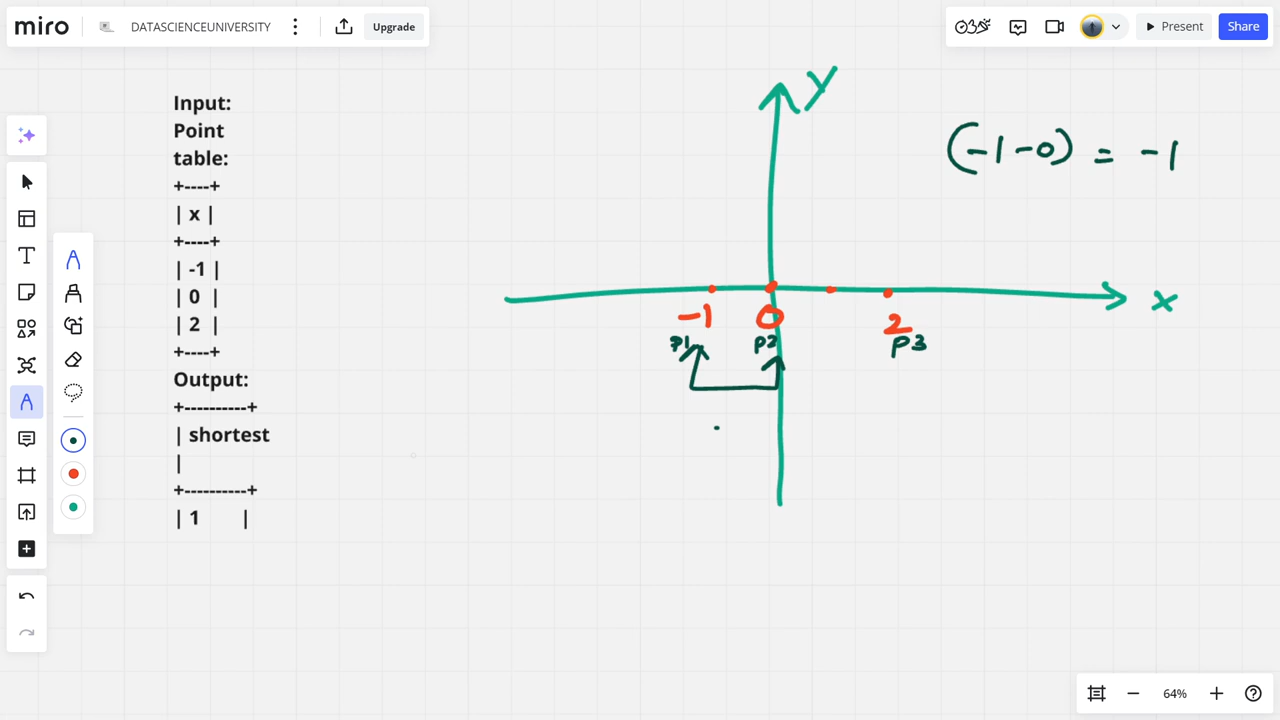 miro DATASCIENCEUNIVERSITY Upgrade Present Share
Input:
Point
table:
+----+
| x |
+----+
| -1 |
| 0 |
| 2 |
+----+
Output:
+----------+
| shortest
|
+----------+
| 1 |
y
(-1-0) = -1
-1 0 2 x
P1 P2 P3
64%